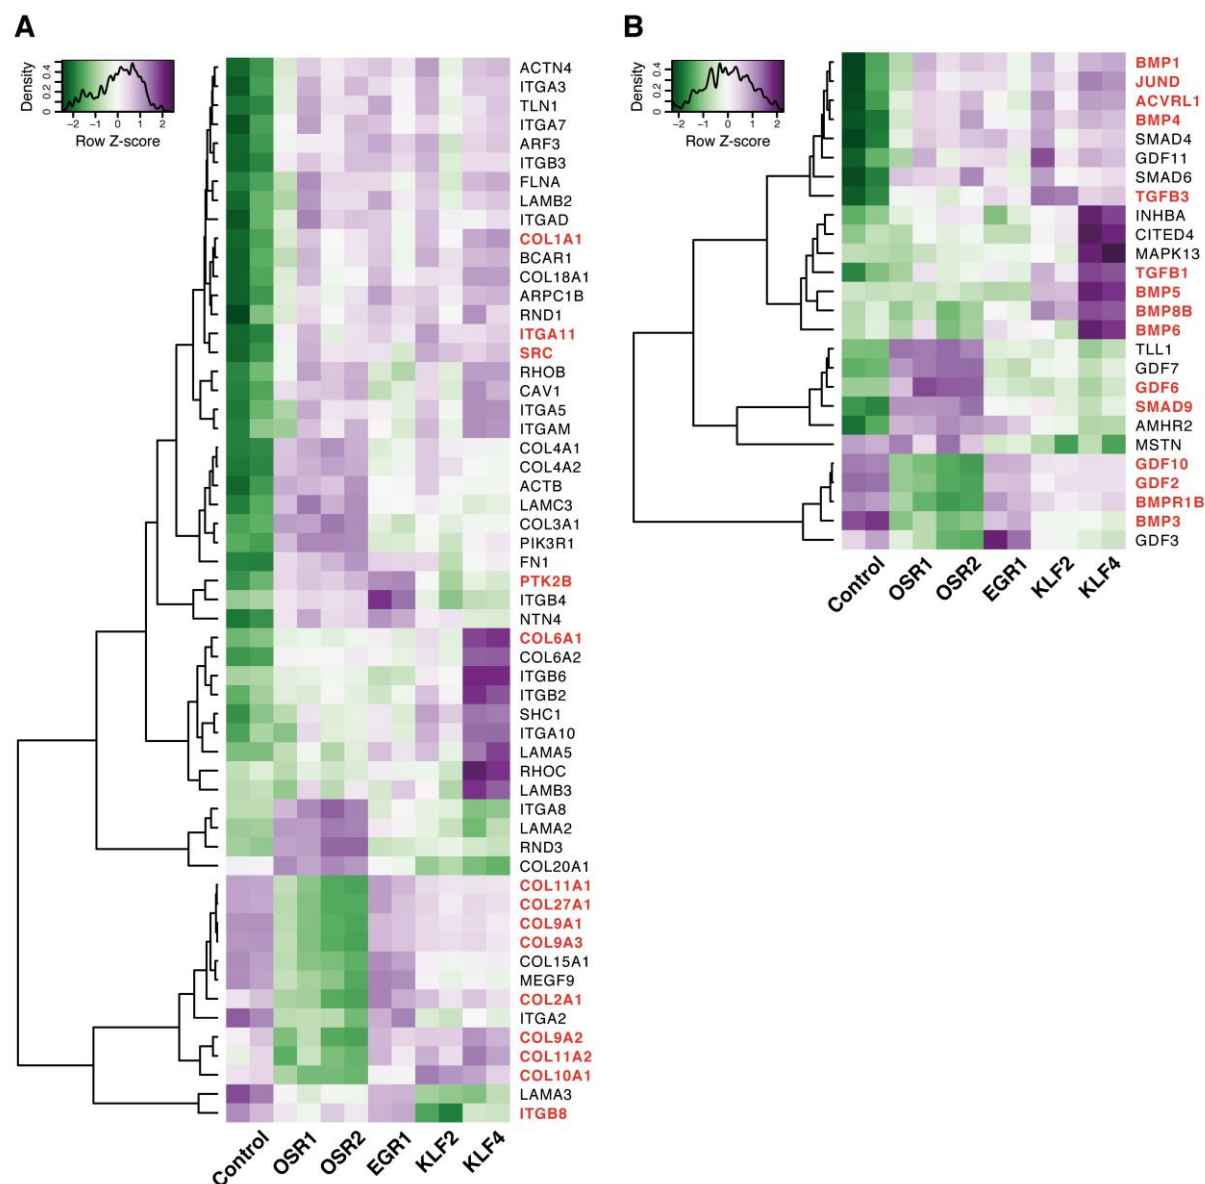 A
Density
0 0.2 0.4
−2 −1 0 1 2
Row Z-score
ACTN4
ITGA3
TLN1
ITGA7
ARF3
ITGB3
FLNA
LAMB2
ITGAD
COL1A1
BCAR1
COL18A1
ARPC1B
RND1
ITGA11
SRC
RHOB
CAV1
ITGA5
ITGAM
COL4A1
COL4A2
ACTB
LAMC3
COL3A1
PIK3R1
FN1
PTK2B
ITGB4
NTN4
COL6A1
COL6A2
ITGB6
ITGB2
SHC1
ITGA10
LAMA5
RHOC
LAMB3
ITGA8
LAMA2
RND3
COL20A1
COL11A1
COL27A1
COL9A1
COL9A3
COL15A1
MEGF9
COL2A1
ITGA2
COL9A2
COL11A2
COL10A1
LAMA3
ITGB8
Control OSR1 OSR2 EGR1 KLF2 KLF4
B
Density
0 0.2 0.4
−2 −1 0 1 2
Row Z-score
BMP1
JUND
ACVRL1
BMP4
SMAD4
GDF11
SMAD6
TGFB3
INHBA
CITED4
MAPK13
TGFB1
BMP5
BMP8B
BMP6
TLL1
GDF7
GDF6
SMAD9
AMHR2
MSTN
GDF10
GDF2
BMPR1B
BMP3
GDF3
Control OSR1 OSR2 EGR1 KLF2 KLF4